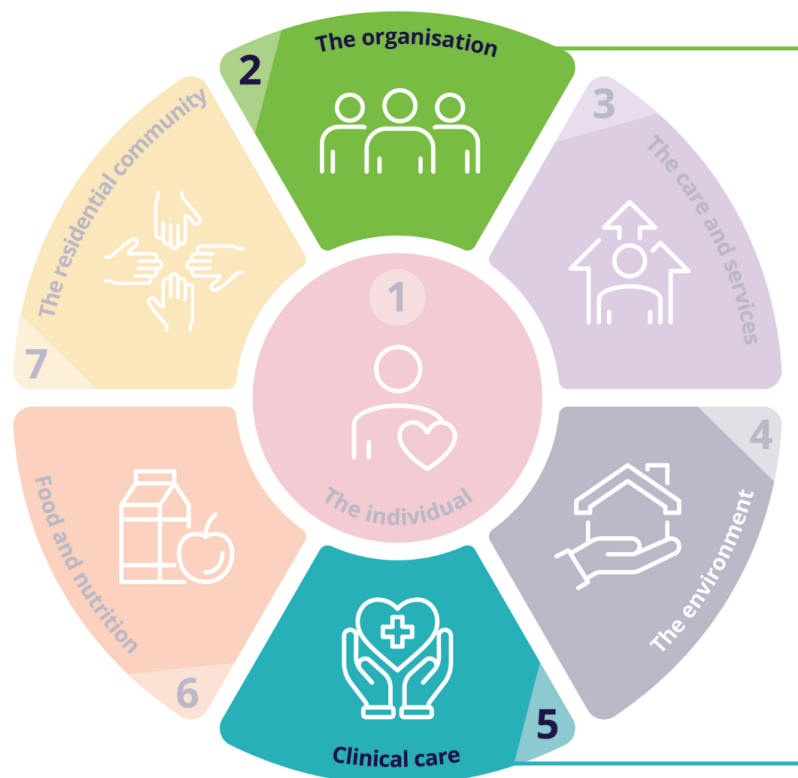 1
The individual
2
The organisation
3
The care and services
4
The environment
5
Clinical care
6
Food and nutrition
7
The residential community